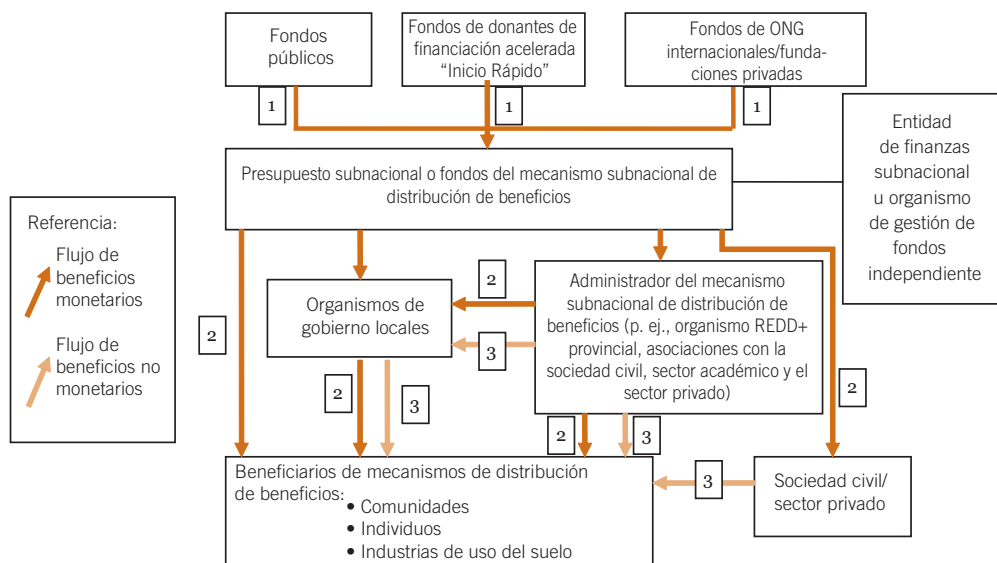 Fondos
públicos
Fondos de donantes de
financiación acelerada
“Inicio Rápido”
Fondos de ONG
internacionales/funda-
ciones privadas
1
1
1
Entidad
de finanzas
subnacional
u organismo
de gestión de
fondos
independiente
Presupuesto subnacional o fondos del mecanismo subnacional de
distribución de beneficios
Referencia:
Flujo de
beneficios
monetarios
Flujo de
beneficios no
monetarios
2
Organismos de
gobierno locales
2
3
Administrador del mecanismo
subnacional de distribución de
beneficios (p. ej., organismo REDD+
provincial, asociaciones con la
sociedad civil, sector académico y el
sector privado)
2
2
3
2
3
Beneficiarios de mecanismos de distribución
de beneficios:
• Comunidades
• Individuos
• Industrias de uso del suelo
3
Sociedad civil/
sector privado